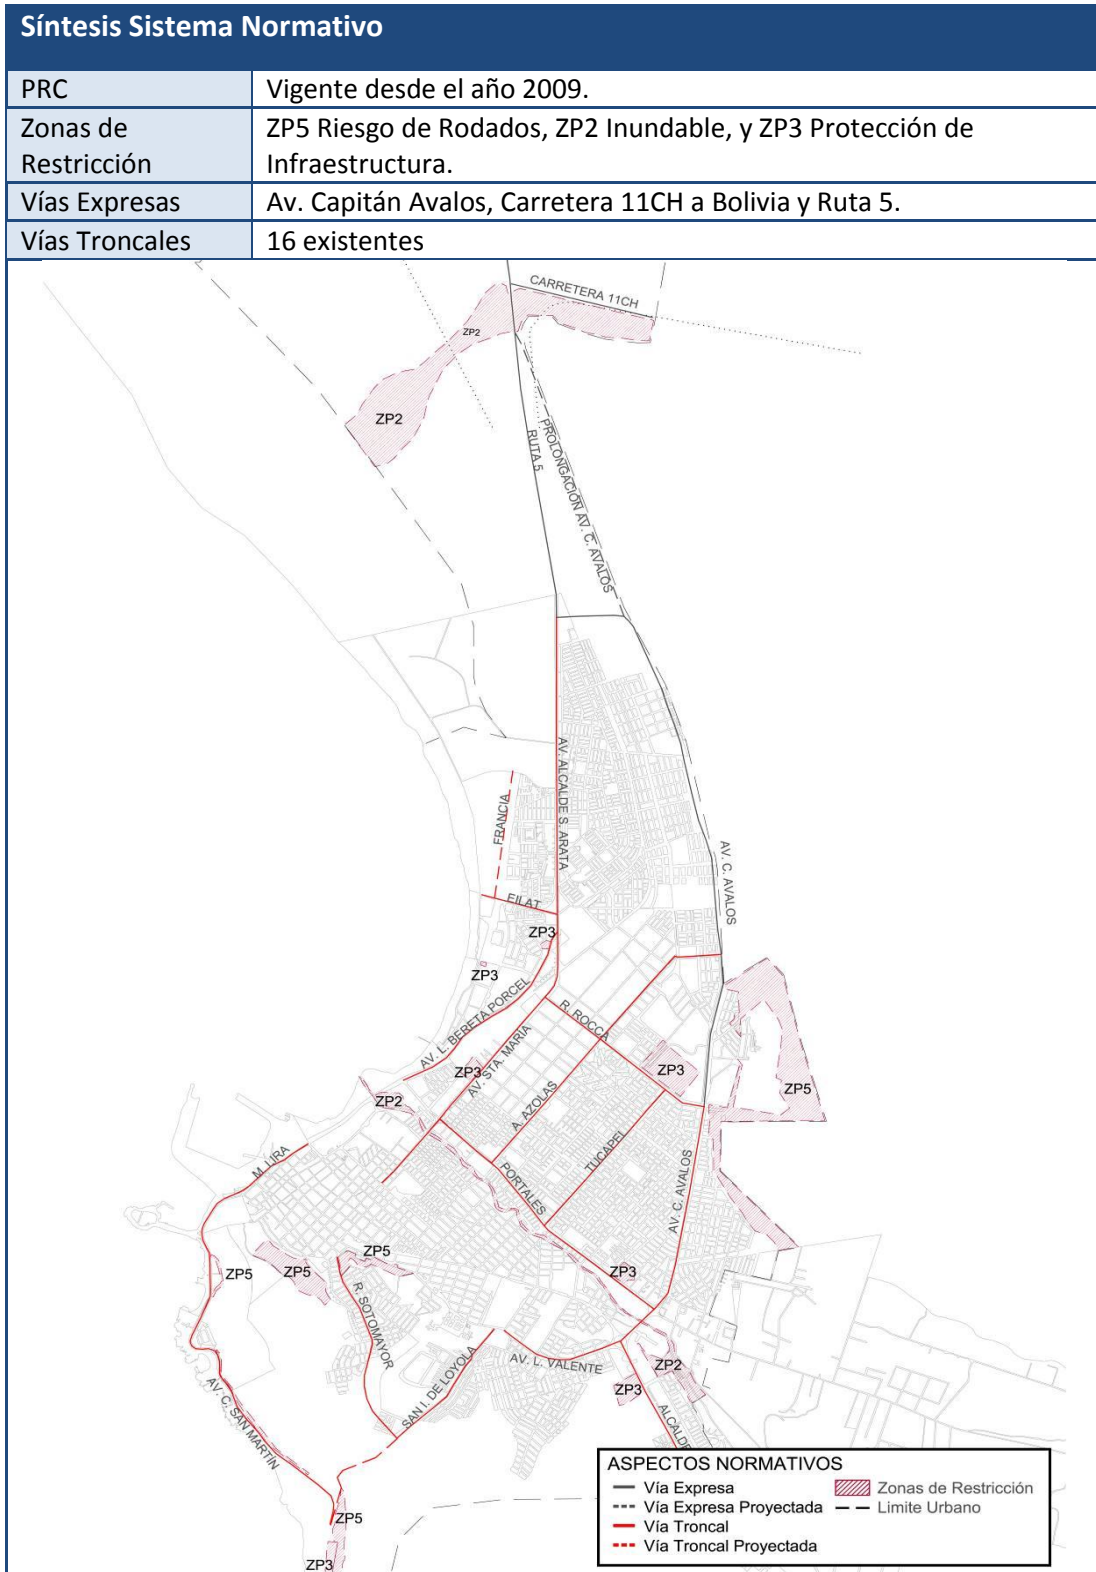 Síntesis Sistema Normativo
PRC
Vigente desde el año 2009.
Zonas de
Restricción
ZP5 Riesgo de Rodados, ZP2 Inundable, y ZP3 Protección de
Infraestructura.
Vías Expresas
Av. Capitán Avalos, Carretera 11CH a Bolivia y Ruta 5.
Vías Troncales
16 existentes
CARRETERA 11CH
ZP2
ZP2
RUTA 5
PROLONGACIÓN AV. C. AVALOS
AV. ALCALDE S. ARATA
FRANCIA
AV. C. AVALOS
EILAT
ZP3
ZP3
AV. L. BERETA PORCEL
R. ROCCA
AV. STA. MARIA
ZP3
ZP3
ZP5
A. AZOLAS
ZP2
TUCAPEL
M. LIRA
PORTALES
AV. C. AVALOS
ZP5
ZP5
ZP5
ZP3
R. SOTOMAYOR
SAN I. DE LOYOLA
AV. L. VALENTE
ZP2
ZP3
AV. C. SAN MARTÍN
ALCALDE
ZP5
ZP3
ASPECTOS NORMATIVOS
Vía Expresa
Vía Expresa Proyectada
Vía Troncal
Vía Troncal Proyectada
Zonas de Restricción
Limite Urbano